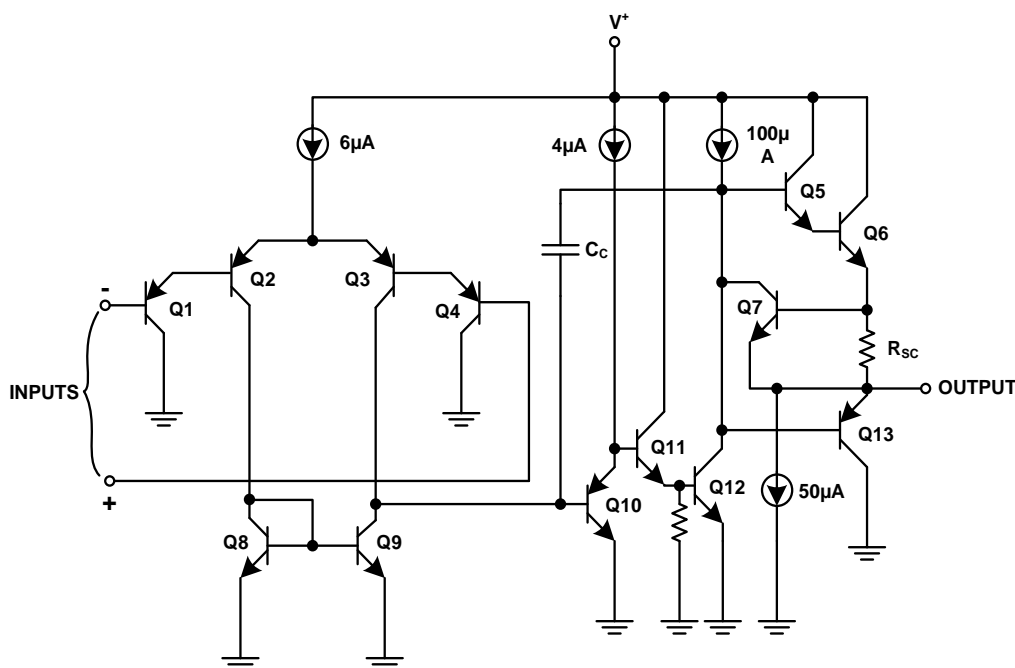 V+
6µA
4µA
100µ
A
Q5
Q6
CC
Q2
Q3
Q1
Q4
Q7
RSC
-
INPUTS
OUTPUT
+
Q11
Q13
Q10
Q12
50µA
Q8
Q9